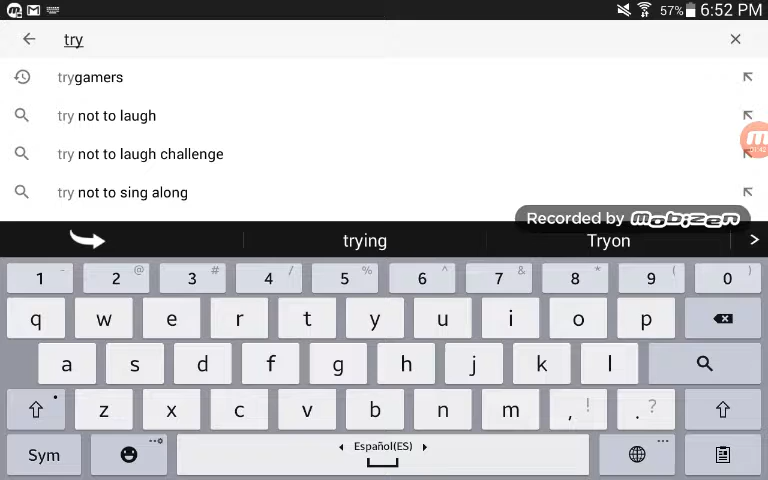 57% 6:52 PM
try
trygamers
try not to laugh
try not to laugh challenge
try not to sing along
Recorded by mobizen
trying Tryon >
1 - 2 @ 3 # 4 / 5 % 6 ^ 7 & 8 * 9 ( 0 )
q w e r t y u i o p
a s d f g h j k l
z x c v b n m , ! . ?
Sym Español(ES)